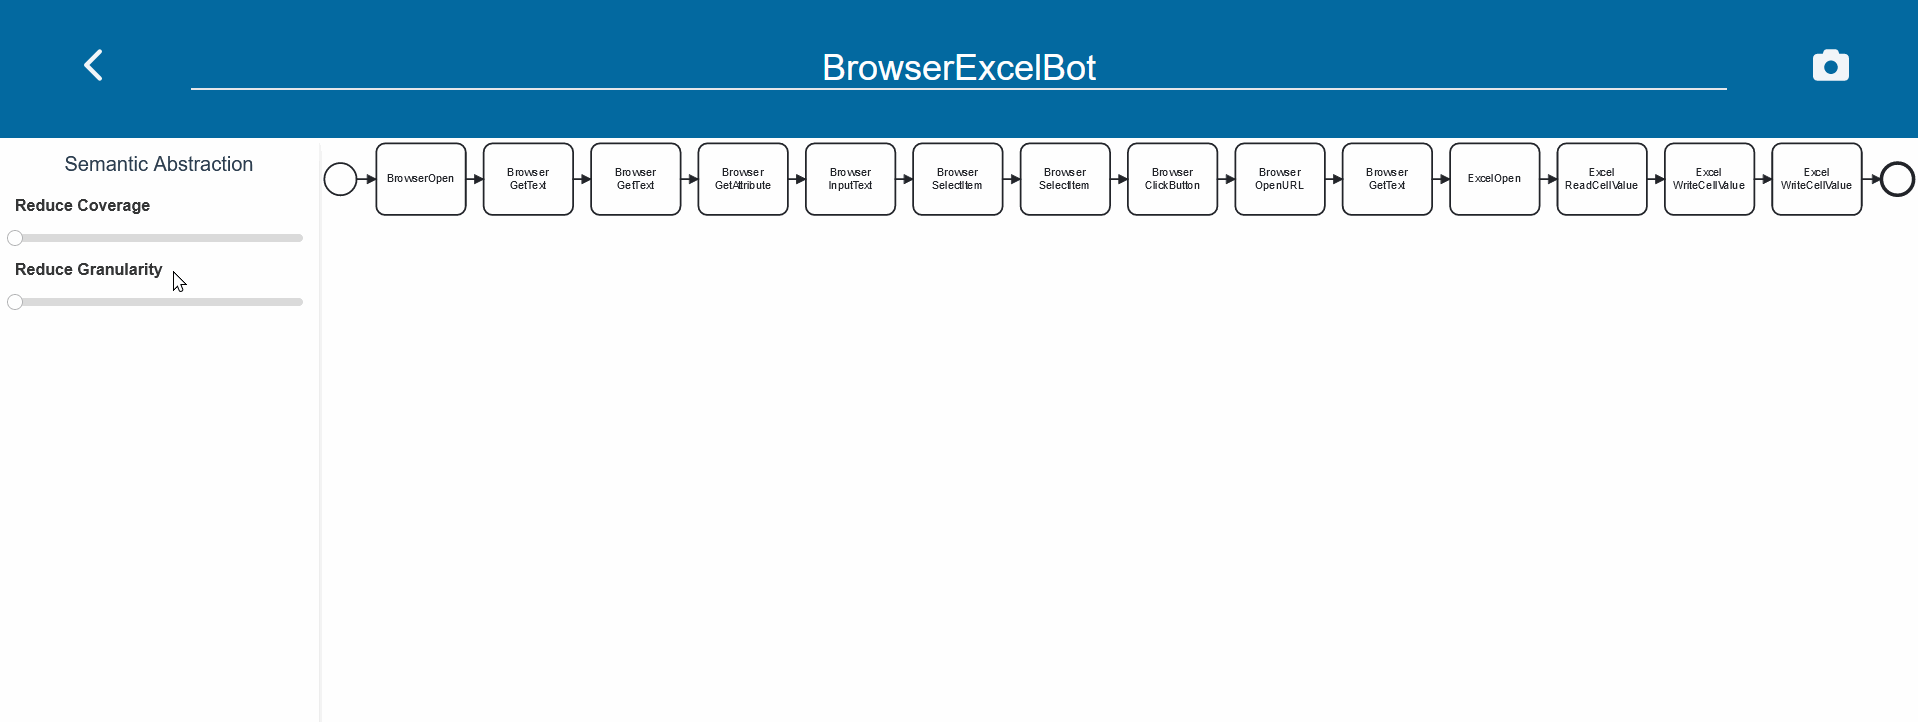 BrowserExcelBot
Semantic Abstraction
Reduce Coverage
Reduce Granularity
BrowserOpen
Browser
GetText
Browser
GetText
Browser
GetAttribute
Browser
InputText
Browser
SelectItem
Browser
SelectItem
Browser
ClickButton
Browser
OpenURL
Browser
GetText
ExcelOpen
Excel
ReadCellValue
Excel
WriteCellValue
Excel
WriteCellValue